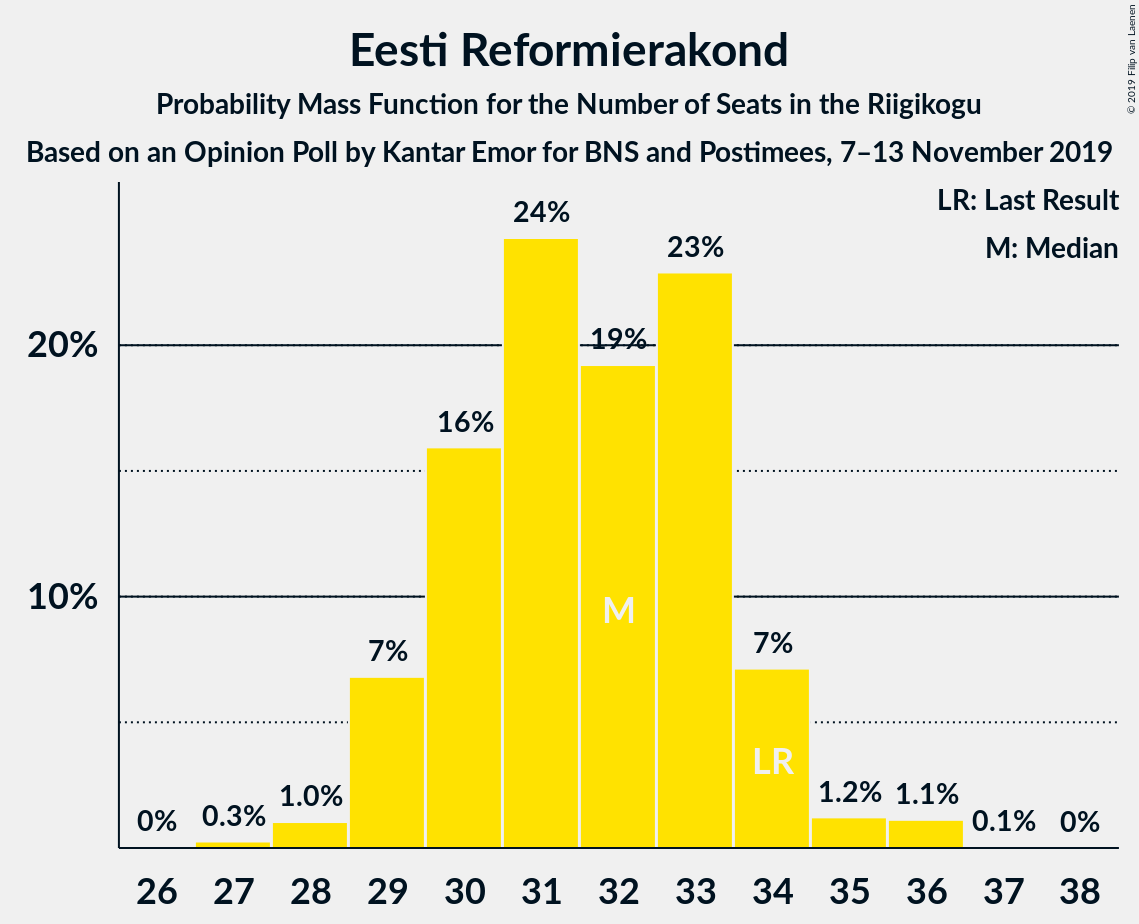 Eesti Reformierakond
Probability Mass Function for the Number of Seats in the Riigikogu
Based on an Opinion Poll by Kantar Emor for BNS and Postimees, 7–13 November 2019
© 2019 Filip van Laenen
LR: Last Result
M: Median
20%
10%
0%
0.3%
1.0%
7%
16%
24%
19%
23%
7%
1.2%
1.1%
0.1%
0%
M
LR
26 27 28 29 30 31 32 33 34 35 36 37 38